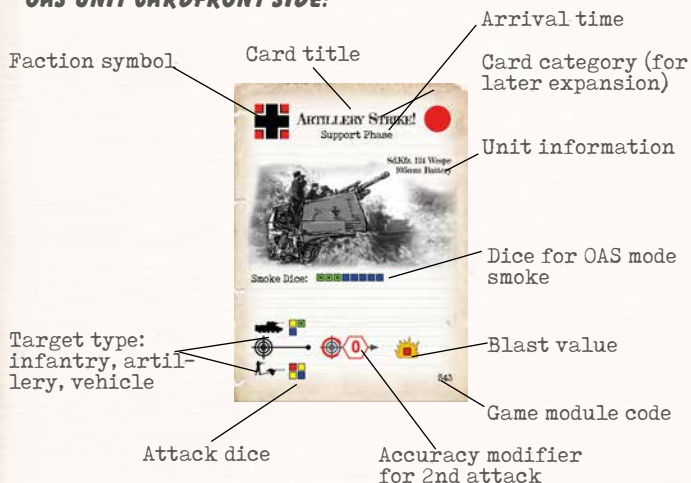 OAS UNIT CARDFRONT SIDE:
Arrival time
Faction symbol
Card title
Card category (for
later expansion)
ARTILLERY STRIKE!
Support Phase
Sd.Kfz. 124 Wespe
105mm Battery
Unit information
Smoke Dice:
Dice for OAS mode
smoke
Target type:
infantry, artil-
lery, vehicle
0
Blast value
543
Game module code
Attack dice
Accuracy modifier
for 2nd attack